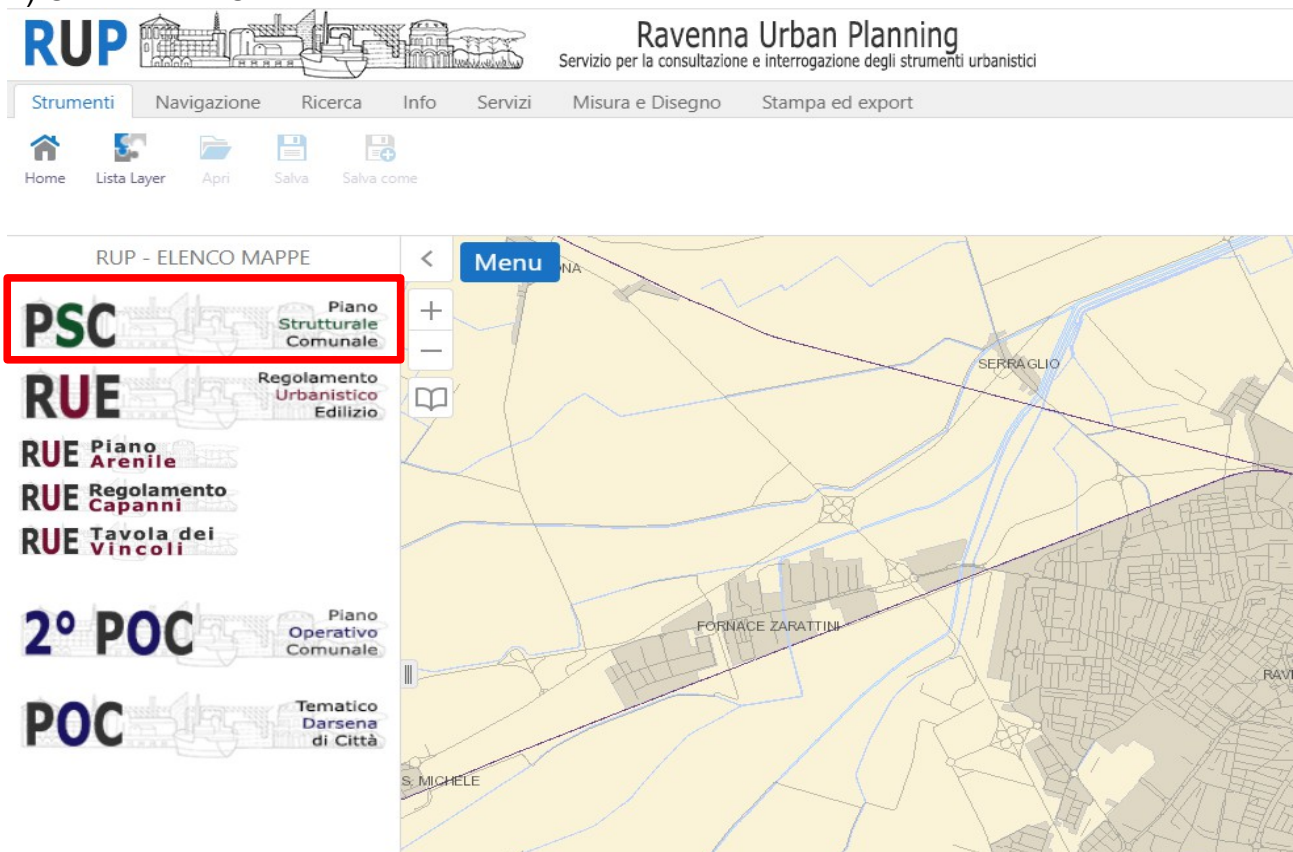 RUP
Ravenna Urban Planning
Servizio per la consultazione e interrogazione degli strumenti urbanistici
Strumenti Navigazione Ricerca Info Servizi Misura e Disegno Stampa ed export
Home Lista Layer Apri Salva Salva come
RUP - ELENCO MAPPE
Menu
PSC Piano
Strutturale
Comunale
RUE Regolamento
Urbanistico
Edilizio
RUE Piano
Arenile
RUE Regolamento
Capanni
RUE Tavola dei
Vincoli
2° POC Piano
Operativo
Comunale
POC Tematico
Darsena
di Città
SERRAGLIO
FORNACE ZARATTINI
S. MICHELE